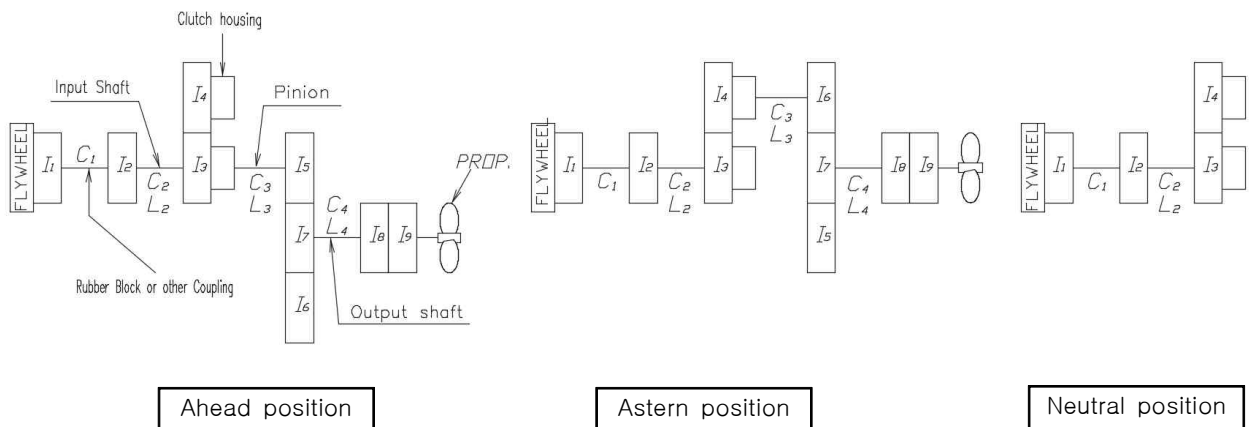 Clutch housing
Input Shaft
Pinion
FLYWHEEL
I1
C1
I2
C2
L2
I4
I3
C3
L3
I5
I7
I6
C4
L4
I8
I9
PROP.
Rubber Block or other Coupling
Output shaft
Ahead position
FLYWHEEL
I1
C1
I2
C2
L2
I4
I3
C3
L3
I6
I7
I5
C4
L4
I8
I9
Astern position
FLYWHEEL
I1
C1
I2
C2
L2
I4
I3
Neutral position